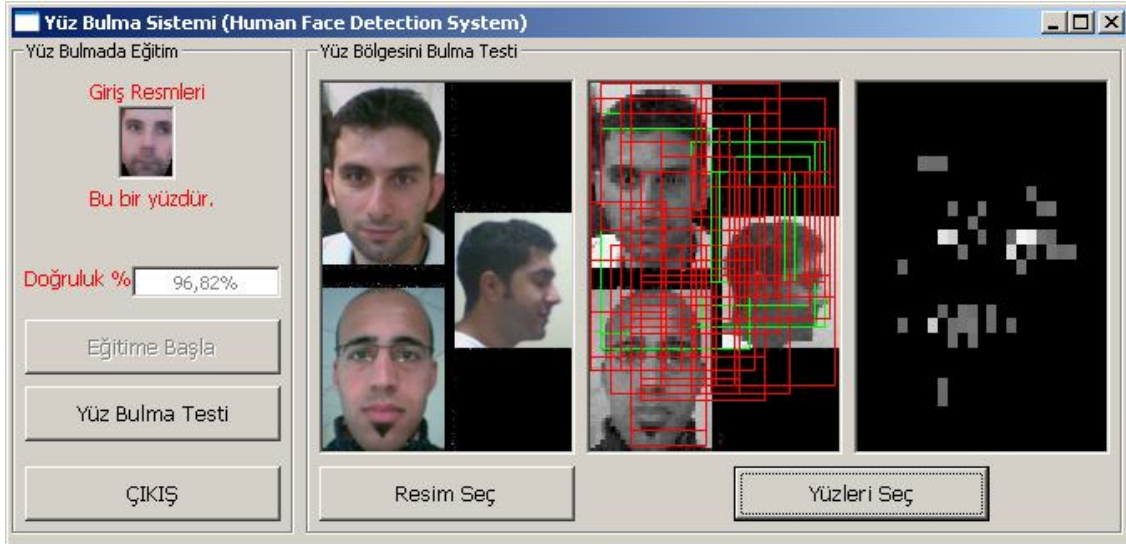 Yüz Bulma Sistemi (Human Face Detection System)
Yüz Bulmada Eğitim
Giriş Resmleri
Bu bir yüzdür.
Doğruluk % 96,82%
Eğitime Başla
Yüz Bulma Testi
ÇIKIŞ
Yüz Bölgesini Bulma Testi
Resim Seç
Yüzleri Seç